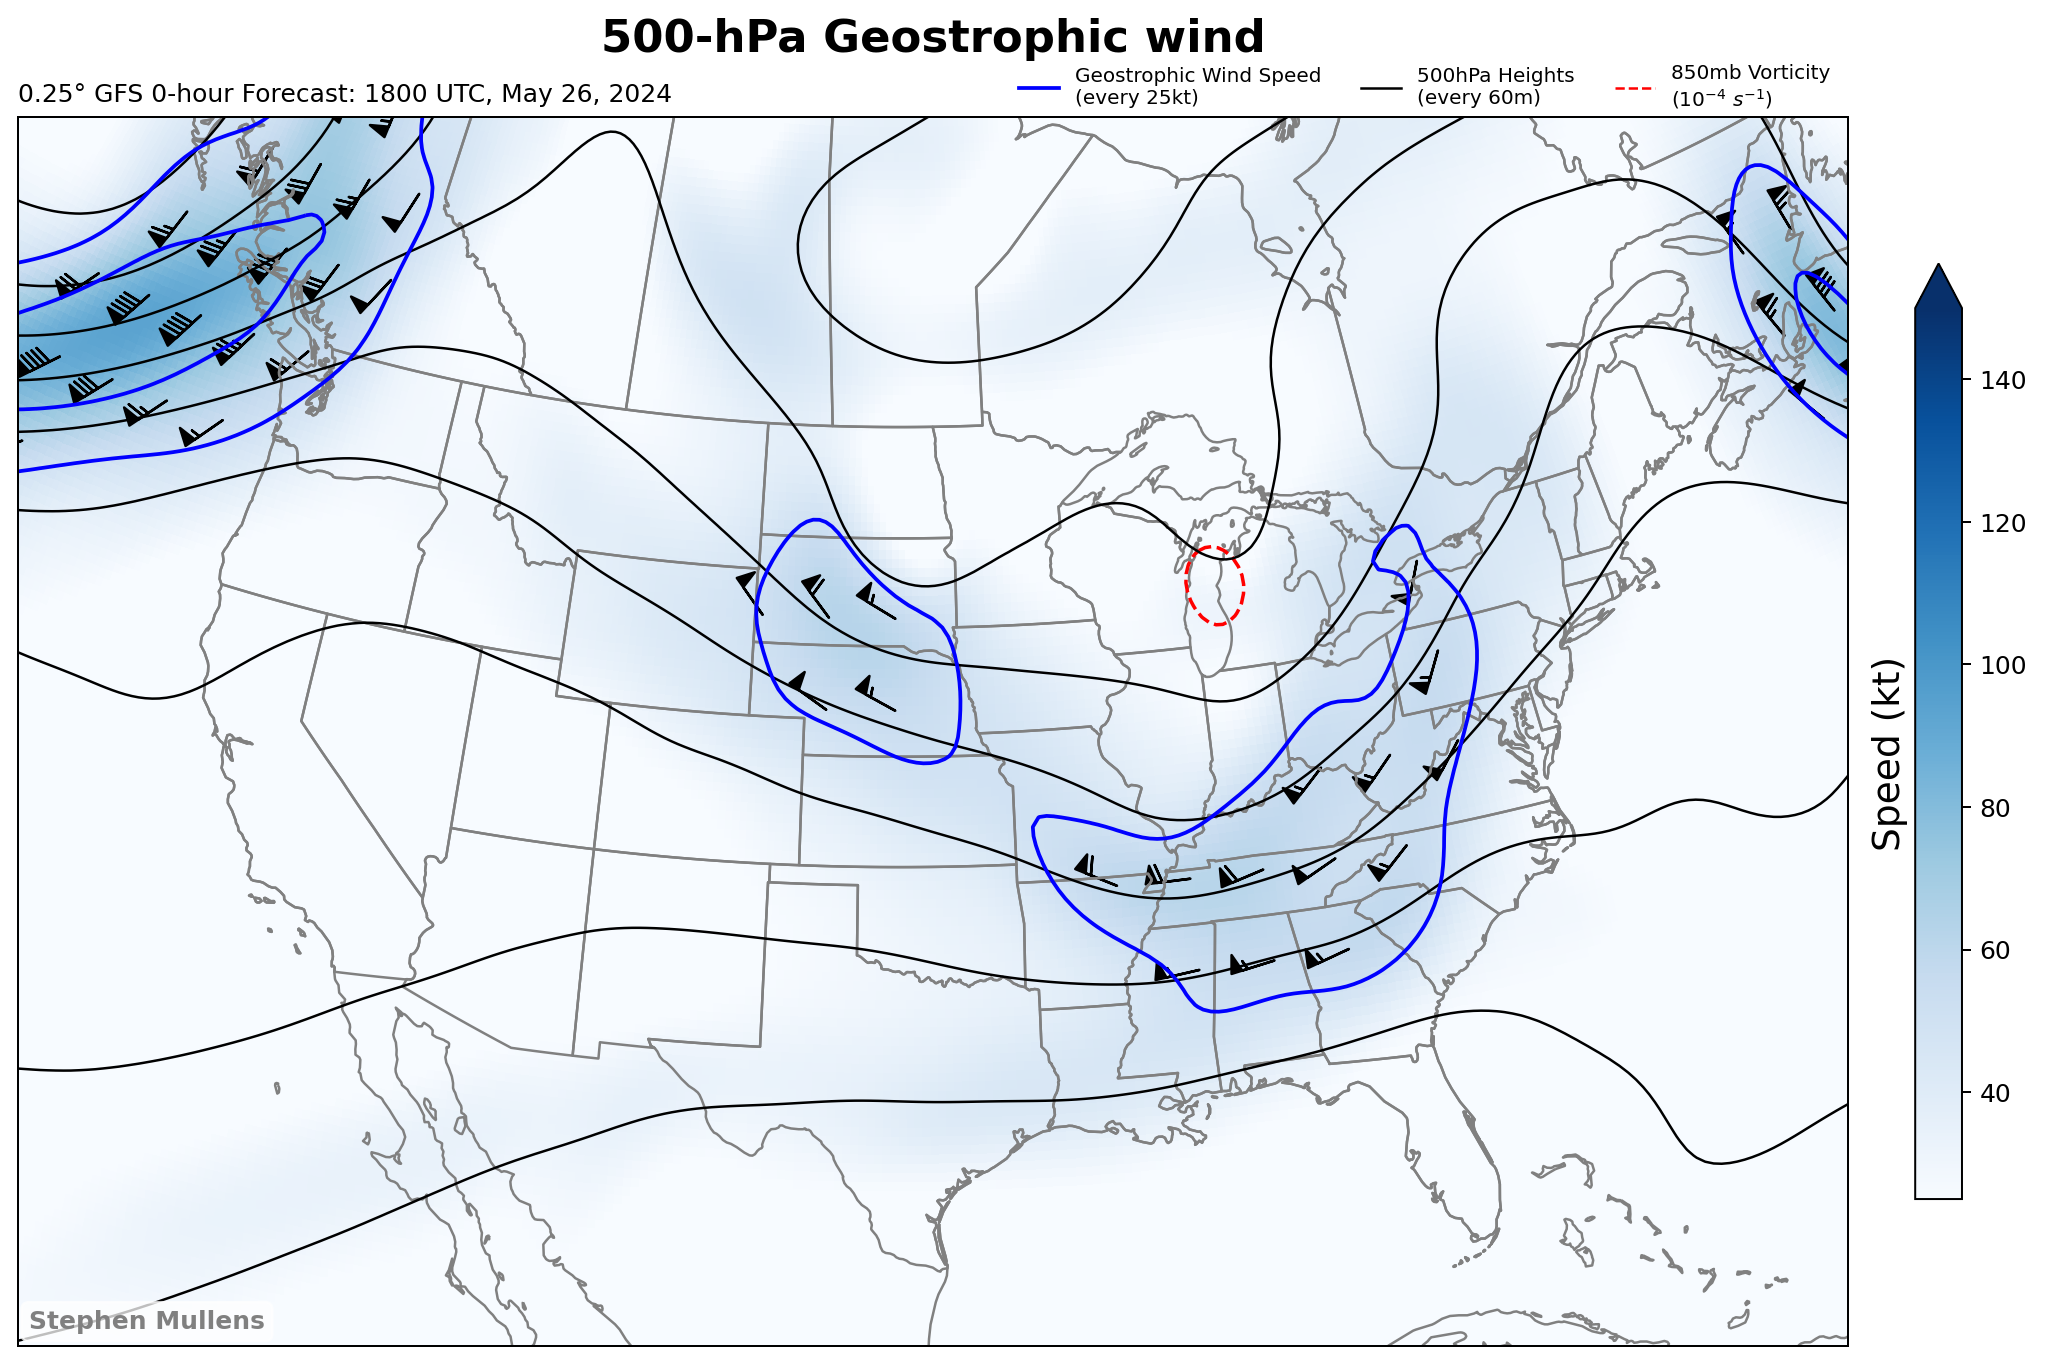 500-hPa Geostrophic wind
0.25° GFS 0-hour Forecast: 1800 UTC, May 26, 2024
Geostrophic Wind Speed
(every 25kt)
500hPa Heights
(every 60m)
850mb Vorticity
(10⁻⁴ s⁻¹)
140
120
100
80
60
40
Speed (kt)
Stephen Mullens